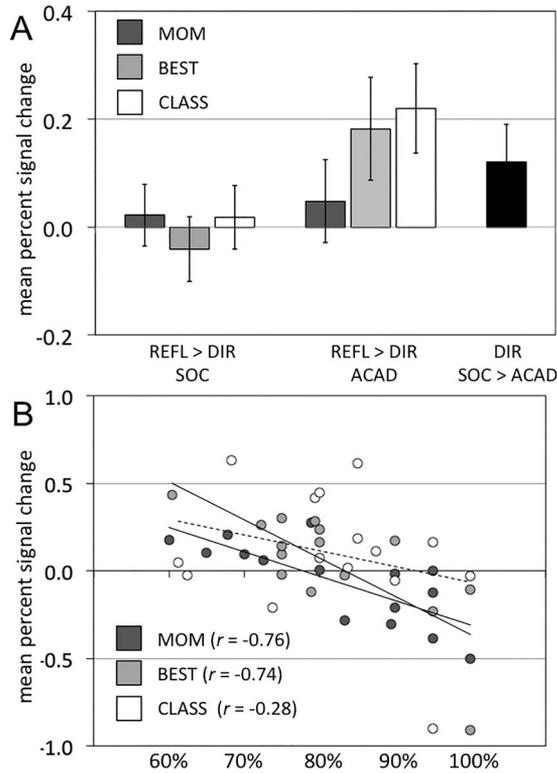 A
mean percent signal change
0.4
0.2
0.0
-0.2
MOM
BEST
CLASS
REFL > DIR
SOC
REFL > DIR
ACAD
DIR
SOC > ACAD
B
mean percent signal change
1.0
0.5
0.0
-0.5
-1.0
MOM (r = -0.76)
BEST (r = -0.74)
CLASS (r = -0.28)
60% 70% 80% 90% 100%